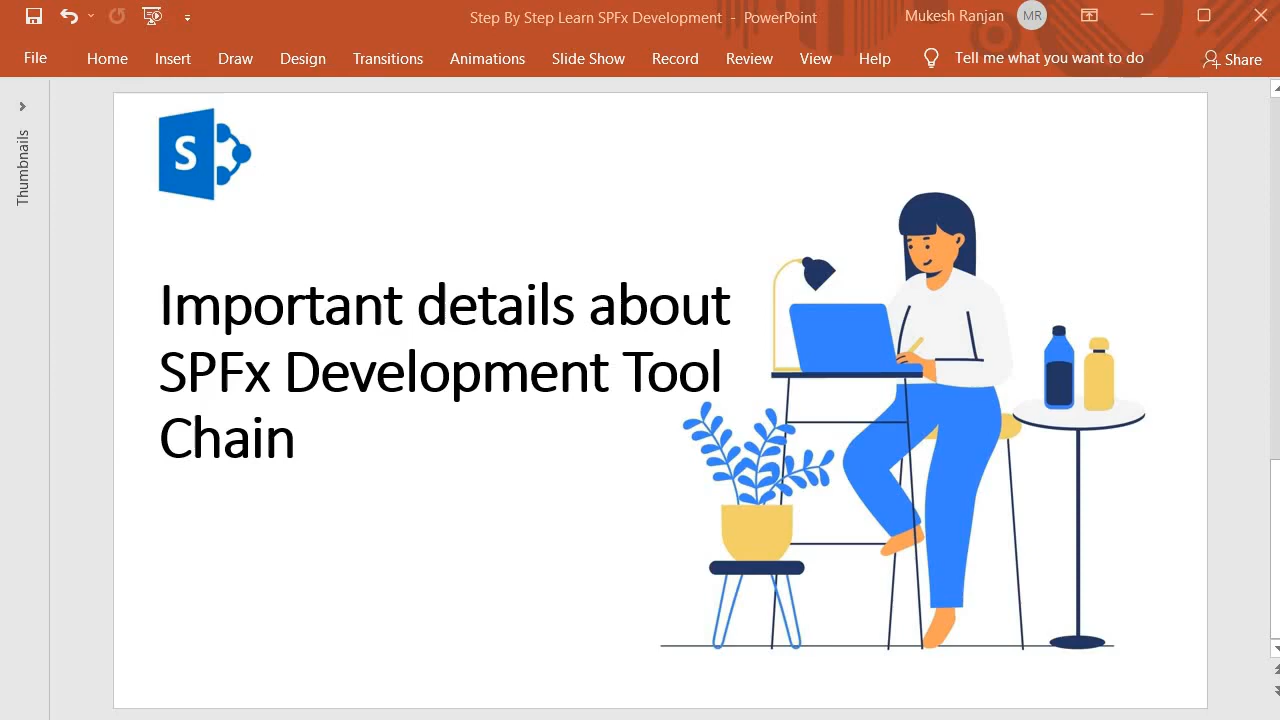 Step By Step Learn SPFx Development - PowerPoint
Mukesh Ranjan
MR
File
Home
Insert
Draw
Design
Transitions
Animations
Slide Show
Record
Review
View
Help
Tell me what you want to do
Share
Thumbnails
S
Important details about
SPFx Development Tool
Chain